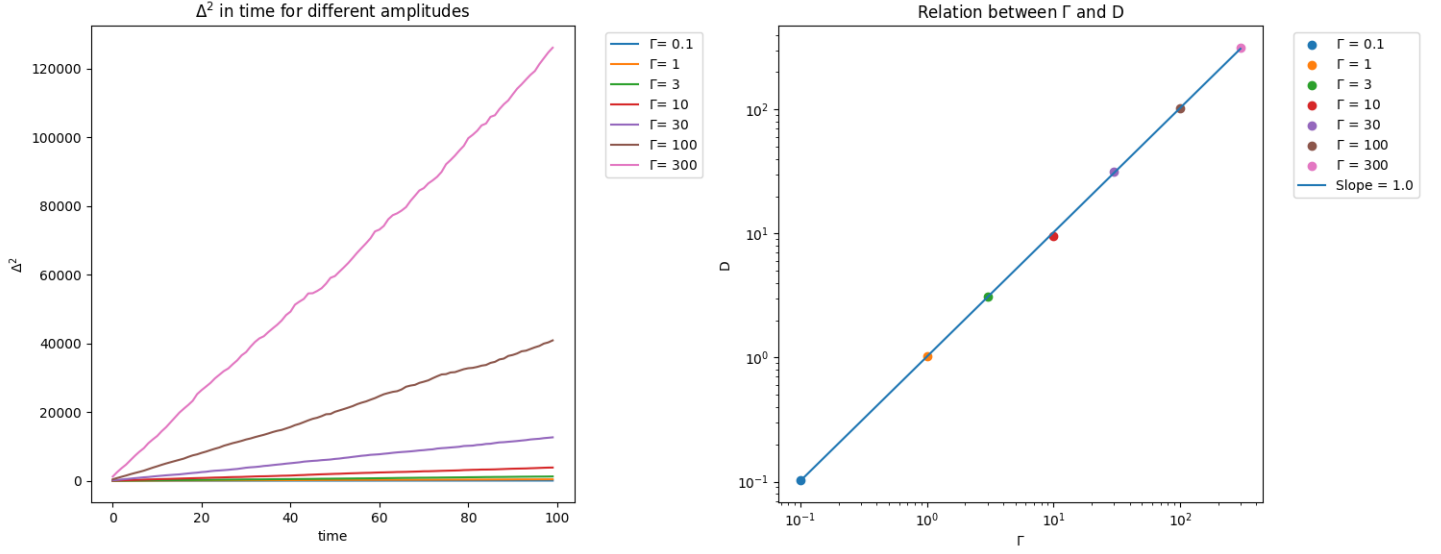 Δ² in time for different amplitudes
120000
100000
80000
60000
40000
20000
0
Δ²
0
20
40
60
80
100
time
Γ= 0.1
Γ= 1
Γ= 3
Γ= 10
Γ= 30
Γ= 100
Γ= 300
Relation between Γ and D
10²
10¹
10⁰
10⁻¹
D
10⁻¹
10⁰
10¹
10²
Γ
Γ = 0.1
Γ = 1
Γ = 3
Γ = 10
Γ = 30
Γ = 100
Γ = 300
Slope = 1.0